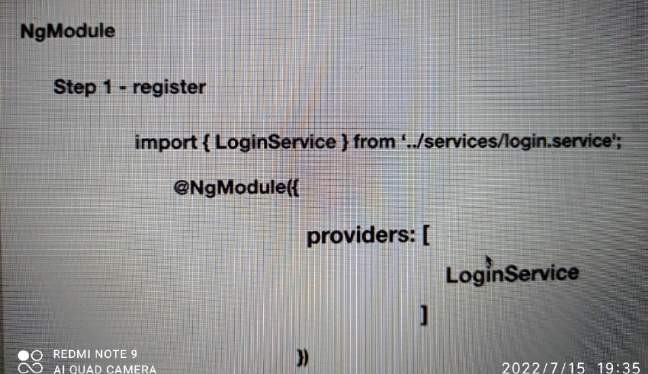 NgModule
Step 1 - register
import { LoginService } from ‘../services/login.service';
@NgModule({
providers: [
LoginService
]
})
REDMI NOTE 9
AI QUAD CAMERA
2022/7/15 19:35